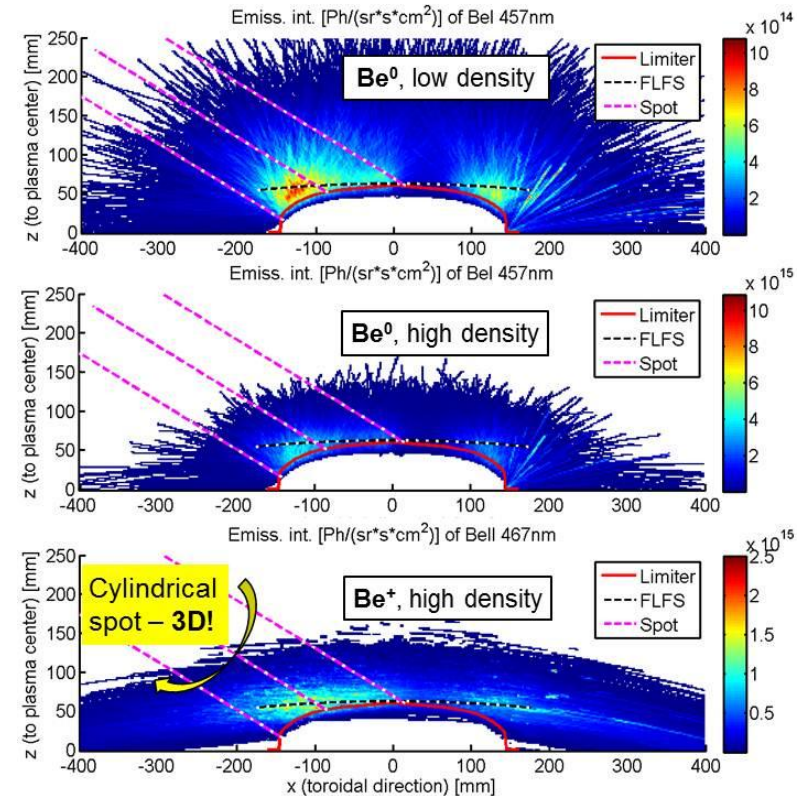 Emiss. int. [Ph/(sr*s*cm²)] of BeI 457nm
x 10¹⁴
250
200
150
100
50
0
z (to plasma center) [mm]
Be⁰, low density
Limiter
FLFS
Spot
10
8
6
4
2
-400 -300 -200 -100 0 100 200 300 400
Emiss. int. [Ph/(sr*s*cm²)] of BeI 457nm
x 10¹⁵
250
200
150
100
50
0
z (to plasma center) [mm]
Be⁰, high density
Limiter
FLFS
Spot
10
8
6
4
2
-400 -300 -200 -100 0 100 200 300 400
Emiss. int. [Ph/(sr*s*cm²)] of BeII 467nm
x 10¹⁵
250
200
150
100
50
0
z (to plasma center) [mm]
Cylindrical
spot – 3D!
Be⁺, high density
Limiter
FLFS
Spot
2.5
2
1.5
1
0.5
-400 -300 -200 -100 0 100 200 300 400
x (toroidal direction) [mm]